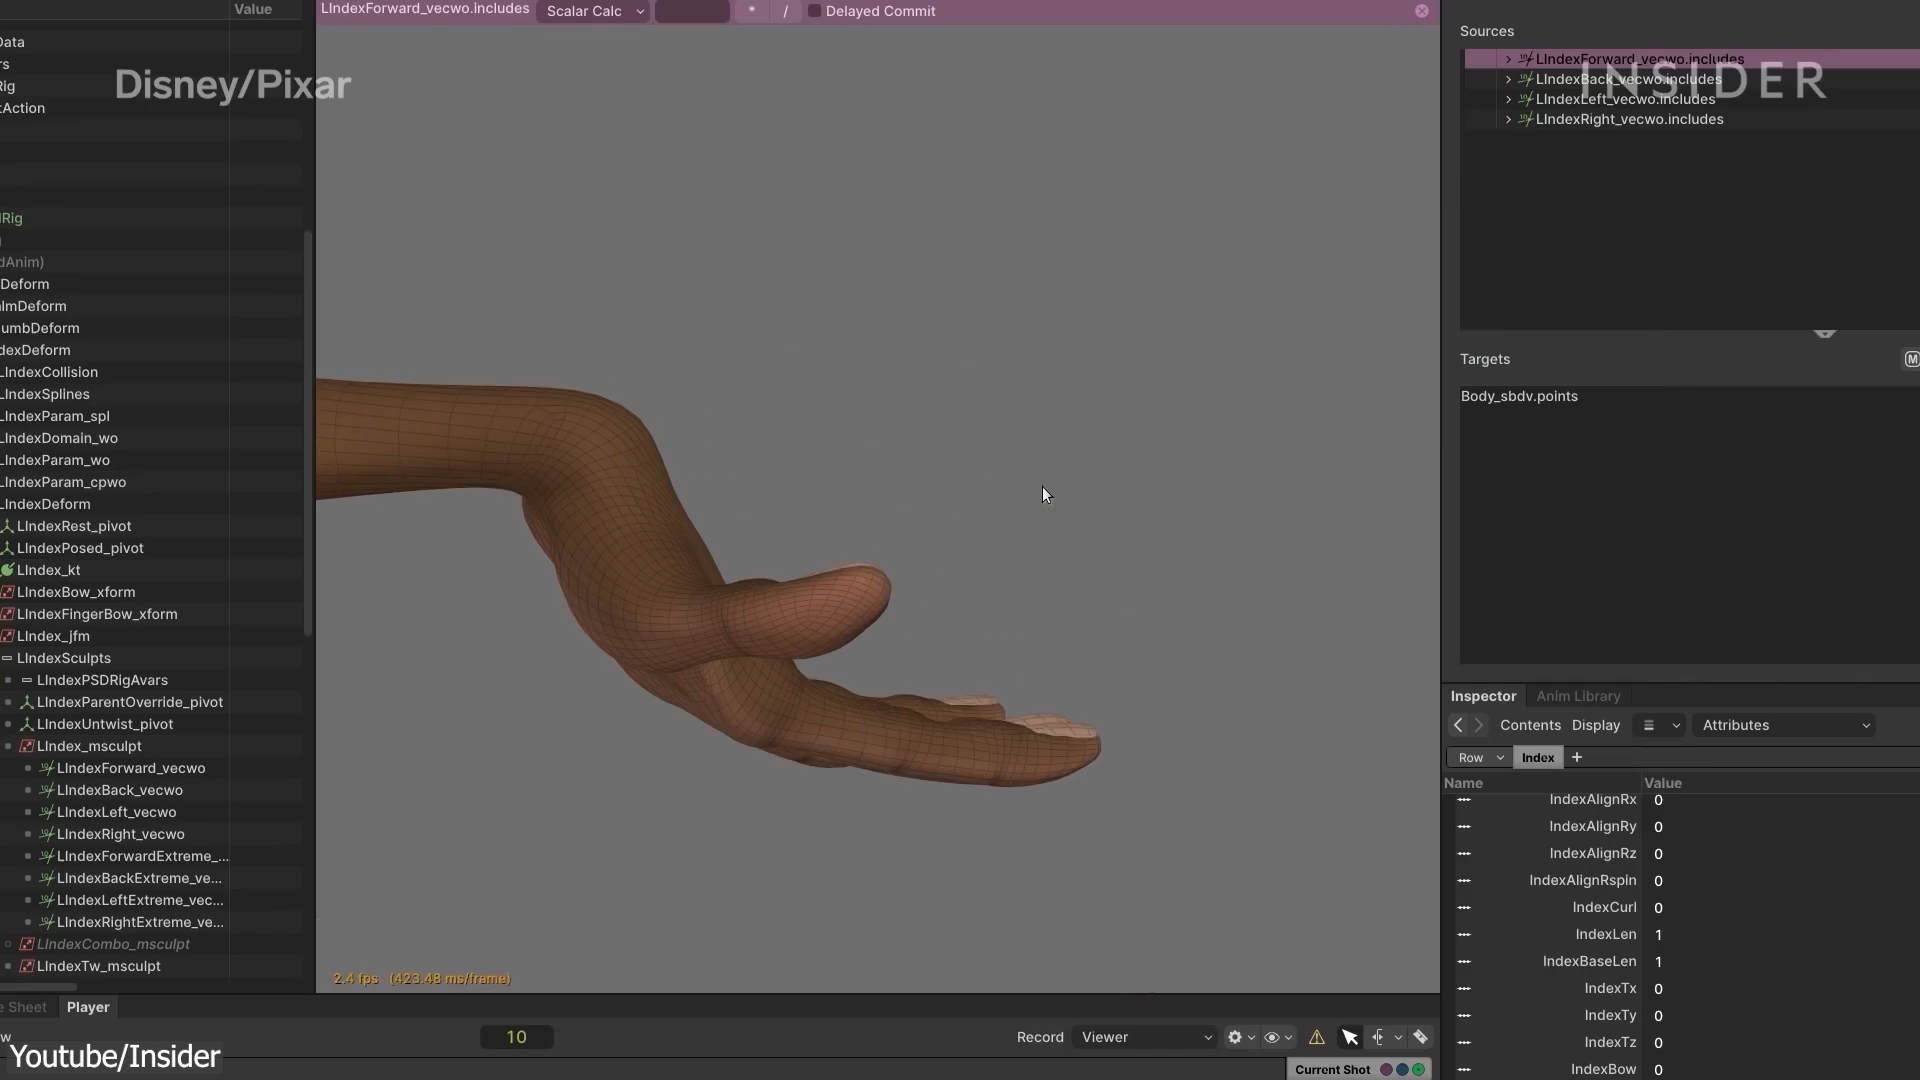 Value
Data
rs
Rig
tAction
lRig
dAnim)
Deform
almDeform
umbDeform
dexDeform
LIndexCollision
LIndexSplines
LIndexParam_spl
LIndexDomain_wo
LIndexParam_wo
LIndexParam_cpwo
LIndexDeform
LIndexRest_pivot
LIndexPosed_pivot
LIndex_kt
LIndexBow_xform
LIndexFingerBow_xform
LIndex_jfm
LIndexSculpts
LIndexPSDRigAvars
LIndexParentOverride_pivot
LIndexUntwist_pivot
LIndex_msculpt
LIndexForward_vecwo
LIndexBack_vecwo
LIndexLeft_vecwo
LIndexRight_vecwo
LIndexForwardExtreme_...
LIndexBackExtreme_ve...
LIndexLeftExtreme_vec...
LIndexRightExtreme_ve...
LIndexCombo_msculpt
LIndexTw_msculpt
Disney/Pixar
LIndexForward_vecwo.includes Scalar Calc * / Delayed Commit
2.4 fps (423.48 ms/frame)
Sources
LIndexForward_vecwo.includes
LIndexBack_vecwo.includes
LIndexLeft_vecwo.includes
LIndexRight_vecwo.includes
INSIDER
Targets M
Body_sbdv.points
Inspector Anim Library
Contents Display Attributes
Row Index +
Name Value
IndexAlignRx 0
IndexAlignRy 0
IndexAlignRz 0
IndexAlignRspin 0
IndexCurl 0
IndexLen 1
IndexBaseLen 1
IndexTx 0
IndexTy 0
IndexTz 0
IndexBow 0
e Sheet Player
w 10 Record Viewer
Youtube/Insider
Current Shot